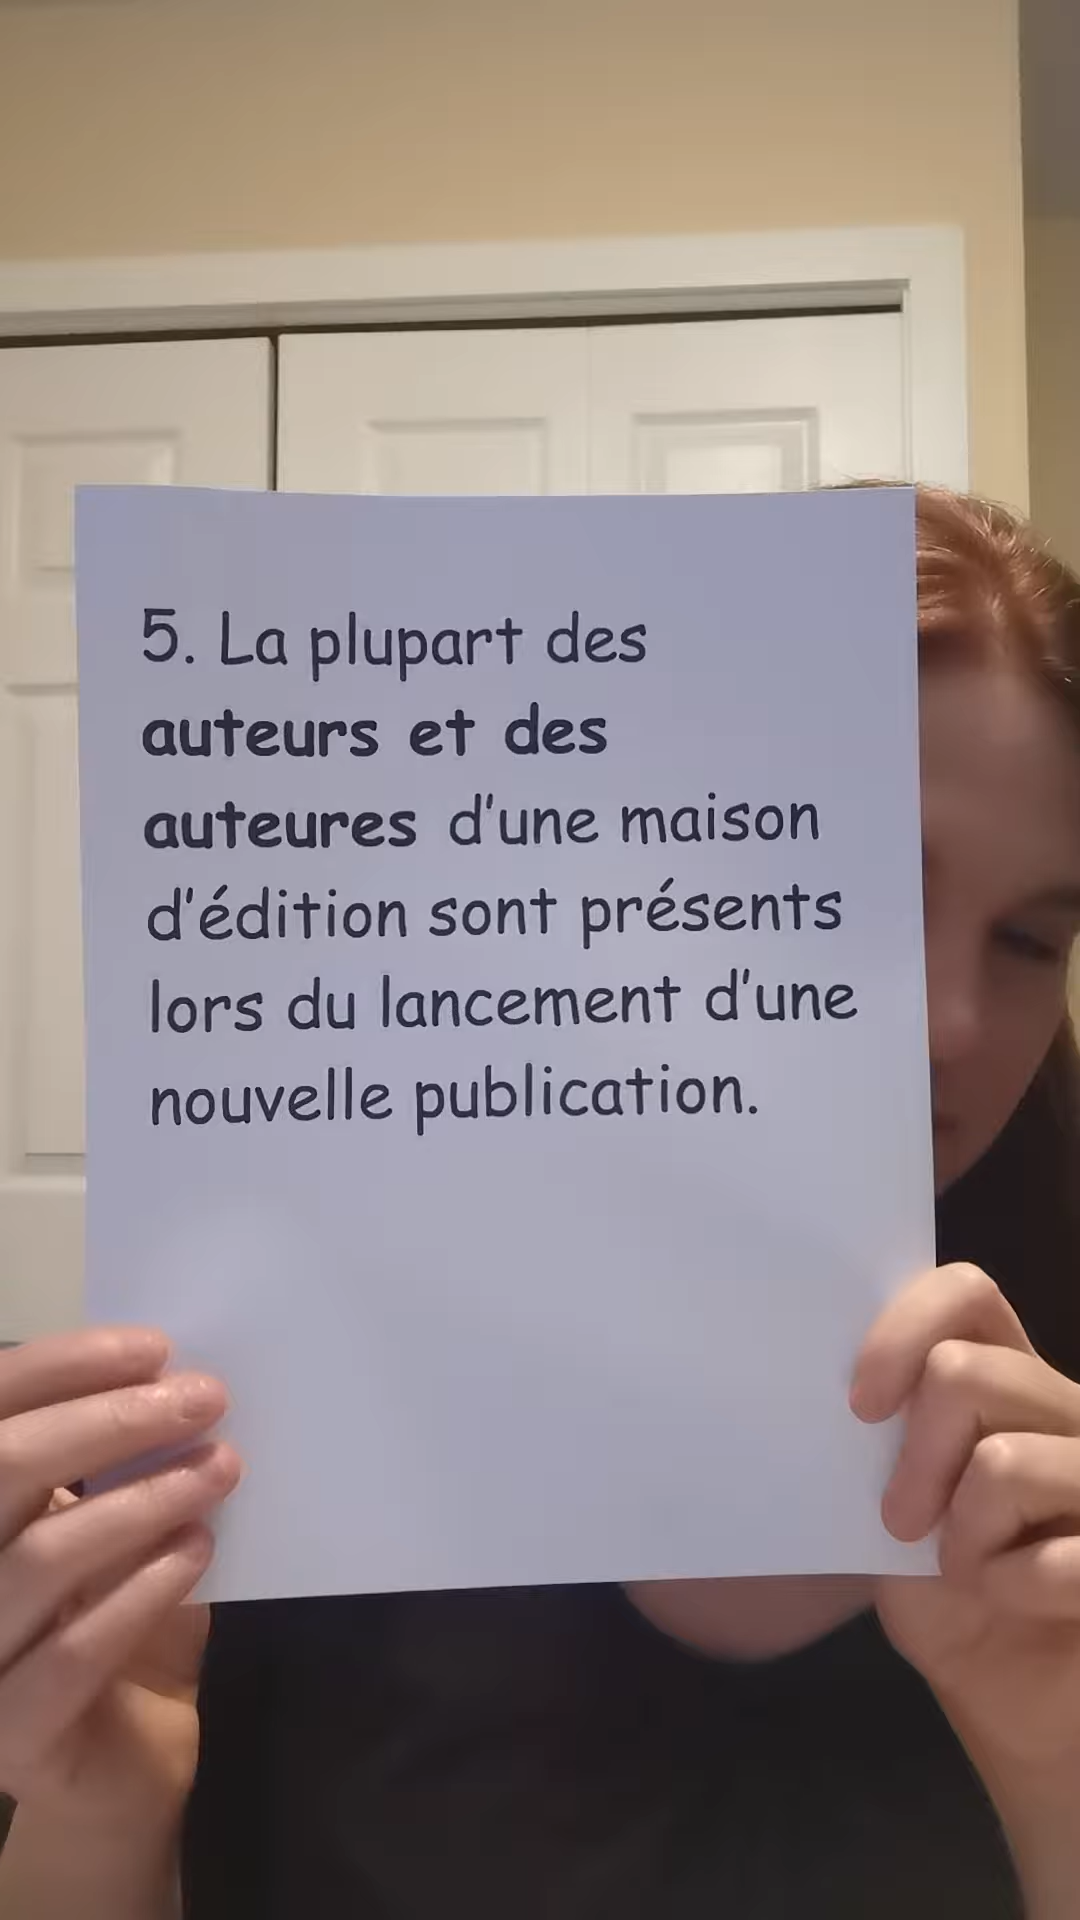 5. La plupart des
auteurs et des
auteures d'une maison
d'édition sont présents
lors du lancement d'une
nouvelle publication.